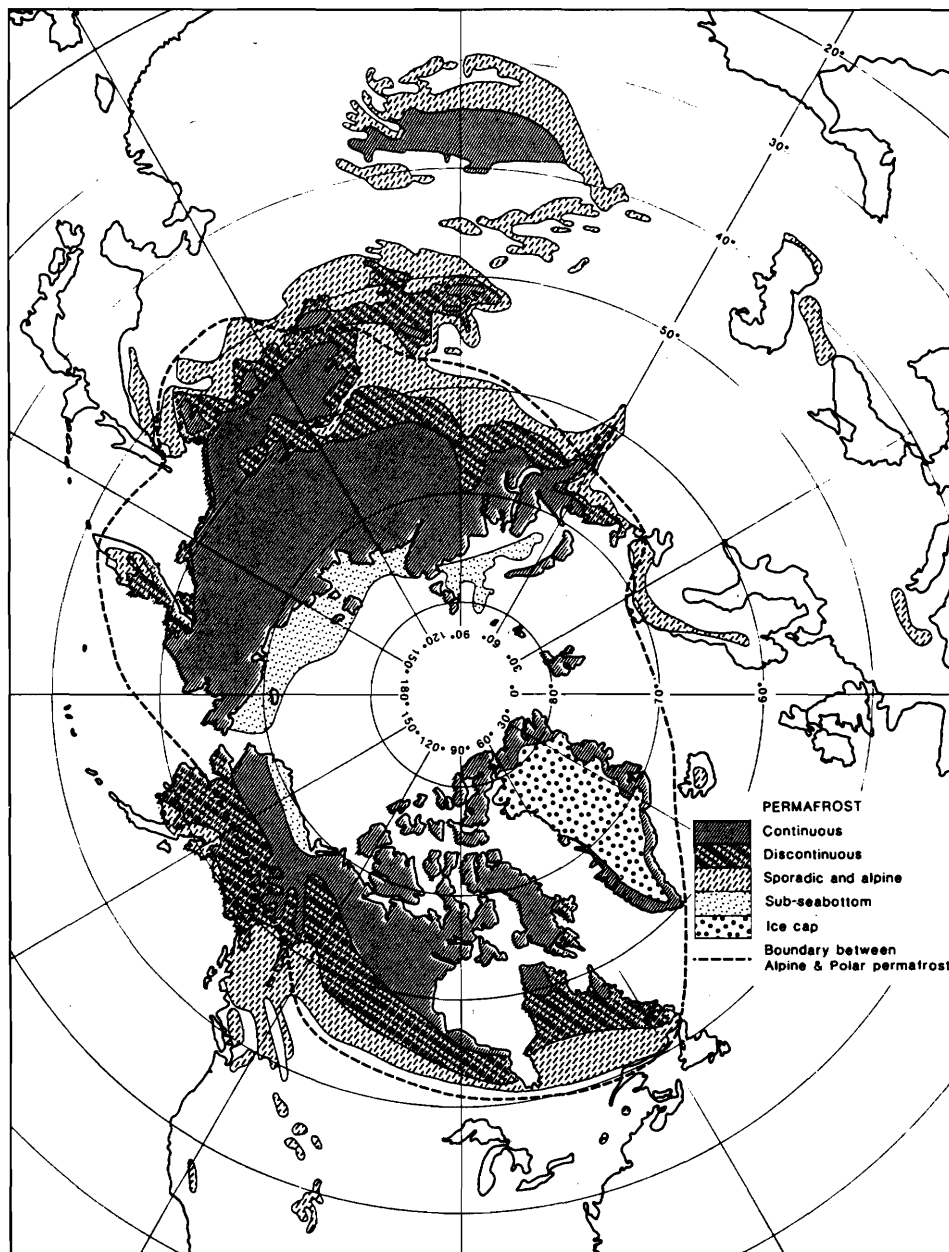 20°
30°
40°
50°
120° 90° 60°
150° 30°
180° 0° 80° 70° 60°
150° 30°
120° 90° 60°
PERMAFROST
Continuous
Discontinuous
Sporadic and alpine
Sub-seabottom
Ice cap
Boundary between
Alpine & Polar permafrost